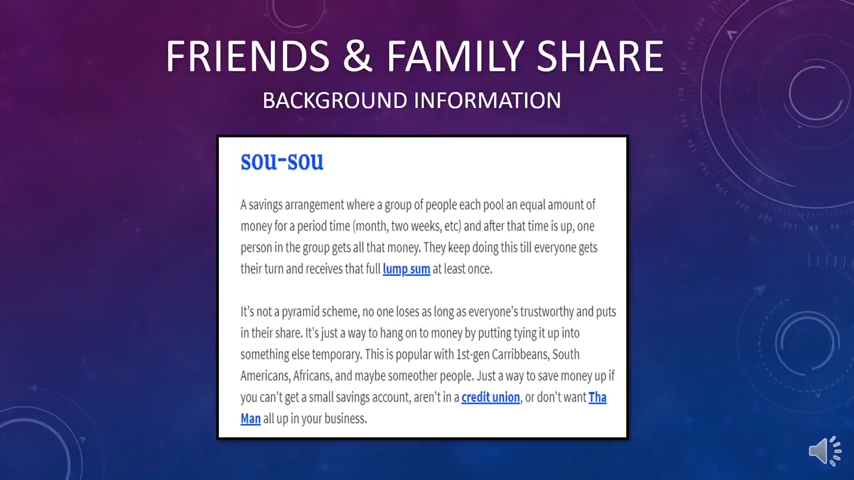 FRIENDS & FAMILY SHARE
BACKGROUND INFORMATION
sou-sou
A savings arrangement where a group of people each pool an equal amount of
money for a period time (month, two weeks, etc) and after that time is up, one
person in the group gets all that money. They keep doing this till everyone gets
their turn and receives that full lump sum at least once.
It's not a pyramid scheme, no one loses as long as everyone's trustworthy and puts
in their share. It's just a way to hang on to money by putting tying it up into
something else temporary. This is popular with 1st-gen Carribbeans, South
Americans, Africans, and maybe someother people. Just a way to save money up if
you can't get a small savings account, aren't in a credit union, or don't want Tha
Man all up in your business.